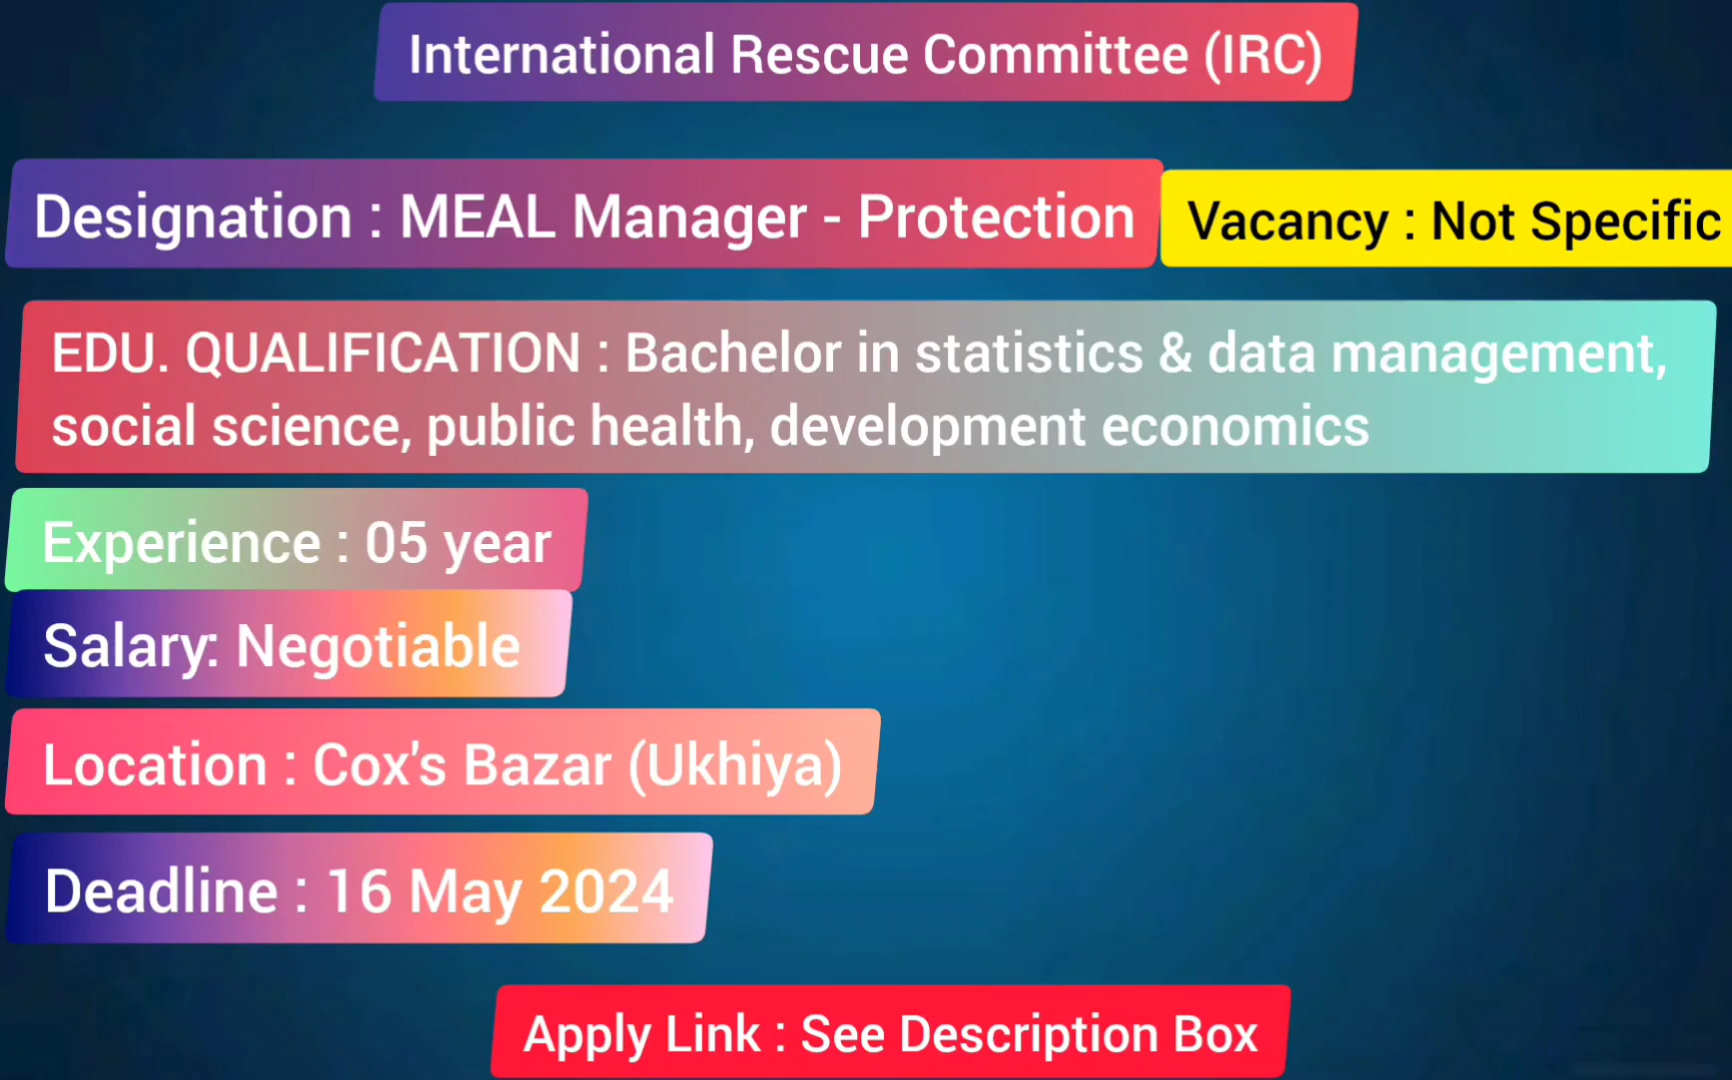 International Rescue Committee (IRC)
Designation : MEAL Manager - Protection
Vacancy : Not Specific
EDU. QUALIFICATION : Bachelor in statistics & data management,
social science, public health, development economics
Experience : 05 year
Salary: Negotiable
Location : Cox's Bazar (Ukhiya)
Deadline : 16 May 2024
Apply Link : See Description Box